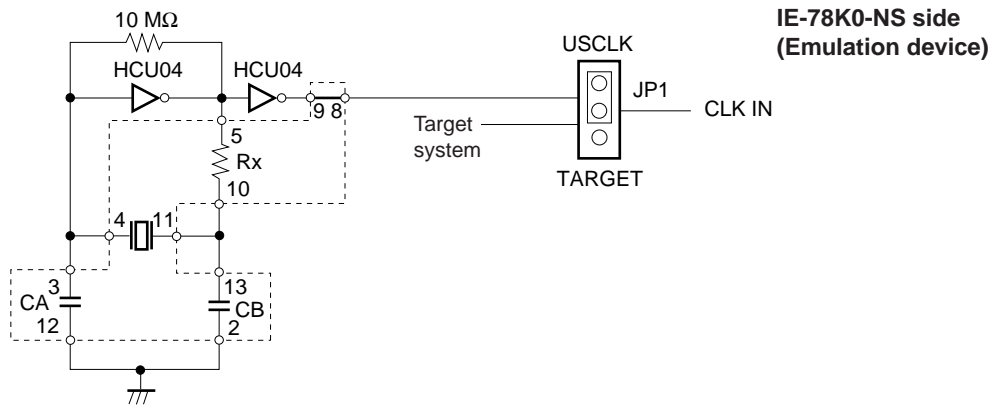 IE-78K0-NS side
(Emulation device)
10 MΩ
HCU04
HCU04
USCLK
JP1
9 8
CLK IN
Target
system
5
Rx
10
TARGET
4
11
3
13
CA
CB
12
2